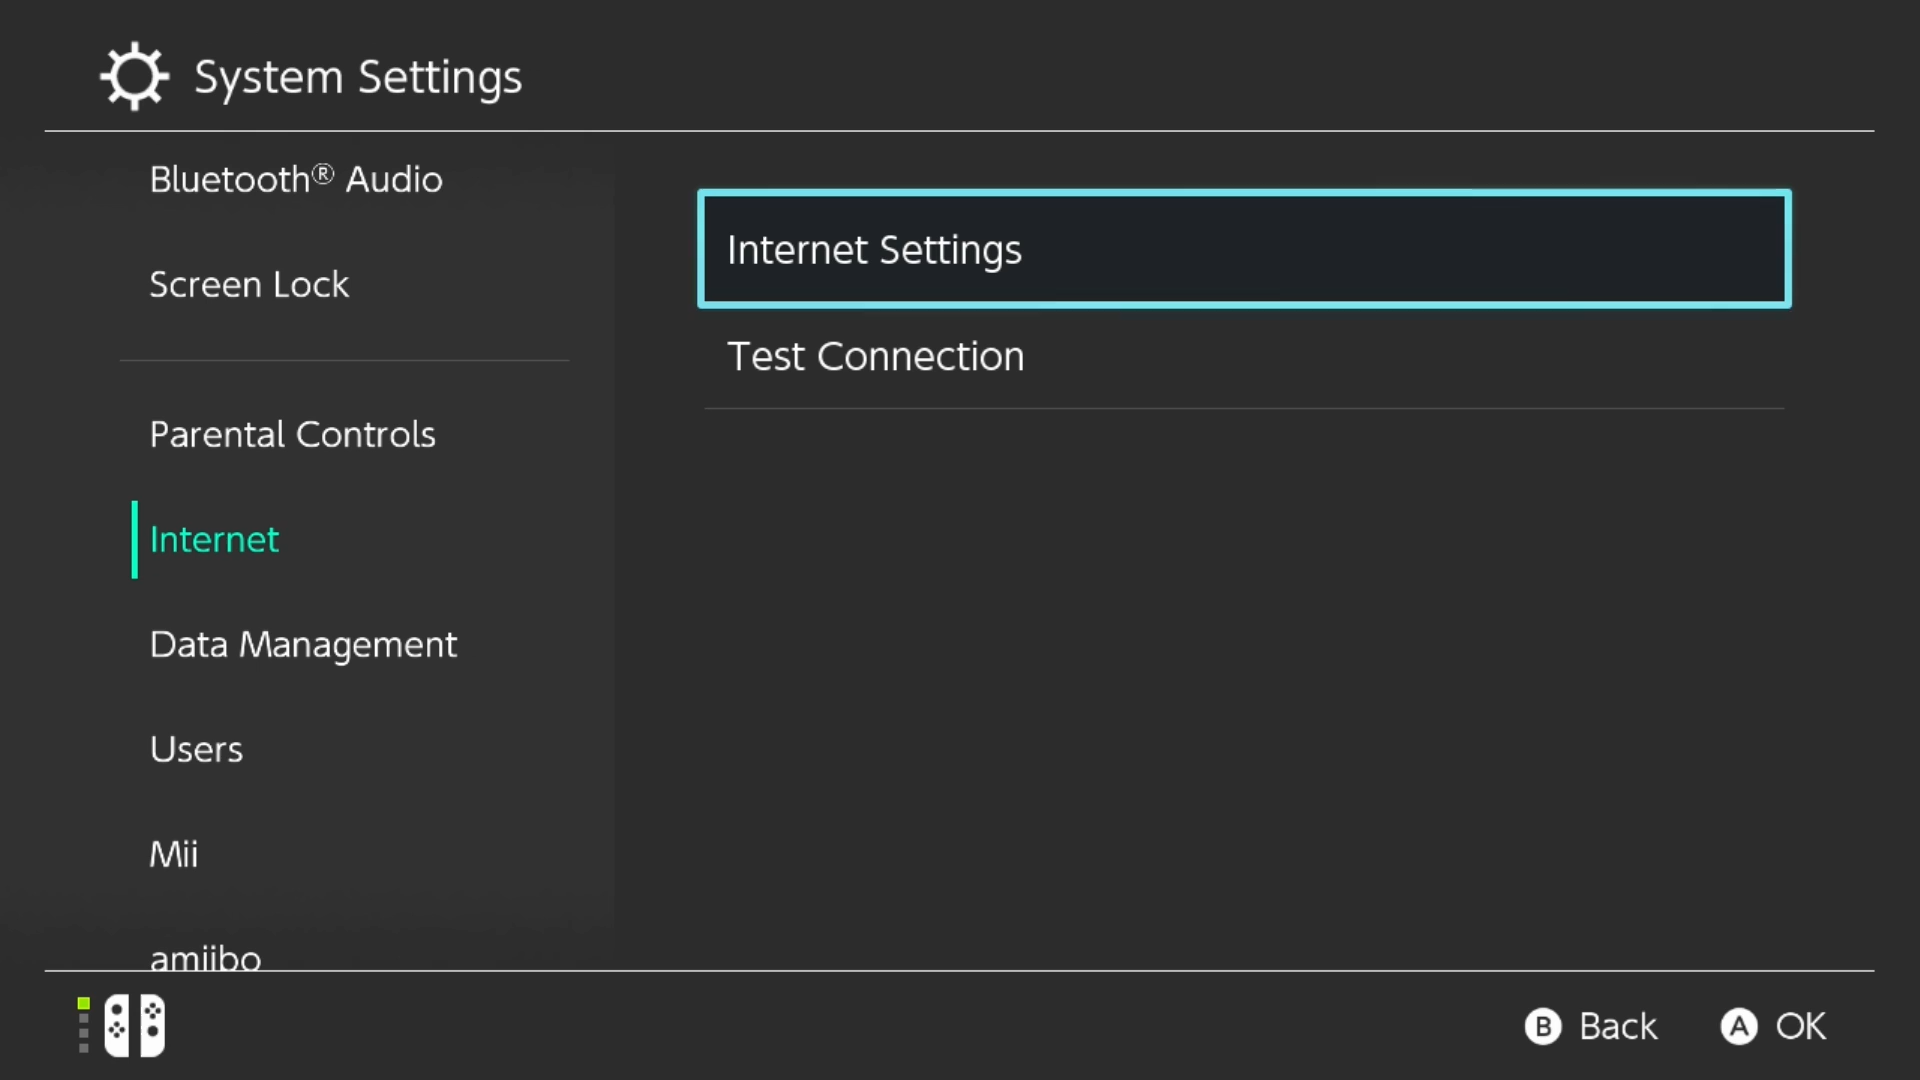 System Settings
Bluetooth® Audio
Screen Lock
Parental Controls
Internet
Data Management
Users
Mii
amiibo
Internet Settings
Test Connection
B Back
A OK